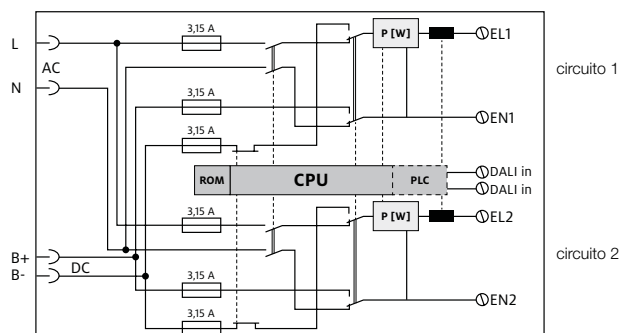 3,15 A
L
P [W]
EL1
AC
circuito 1
N
3,15 A
EN1
3,15 A
ROM
CPU
PLC
DALI in
DALI in
3,15 A
P [W]
EL2
B+
DC
B-
circuito 2
3,15 A
EN2
3,15 A